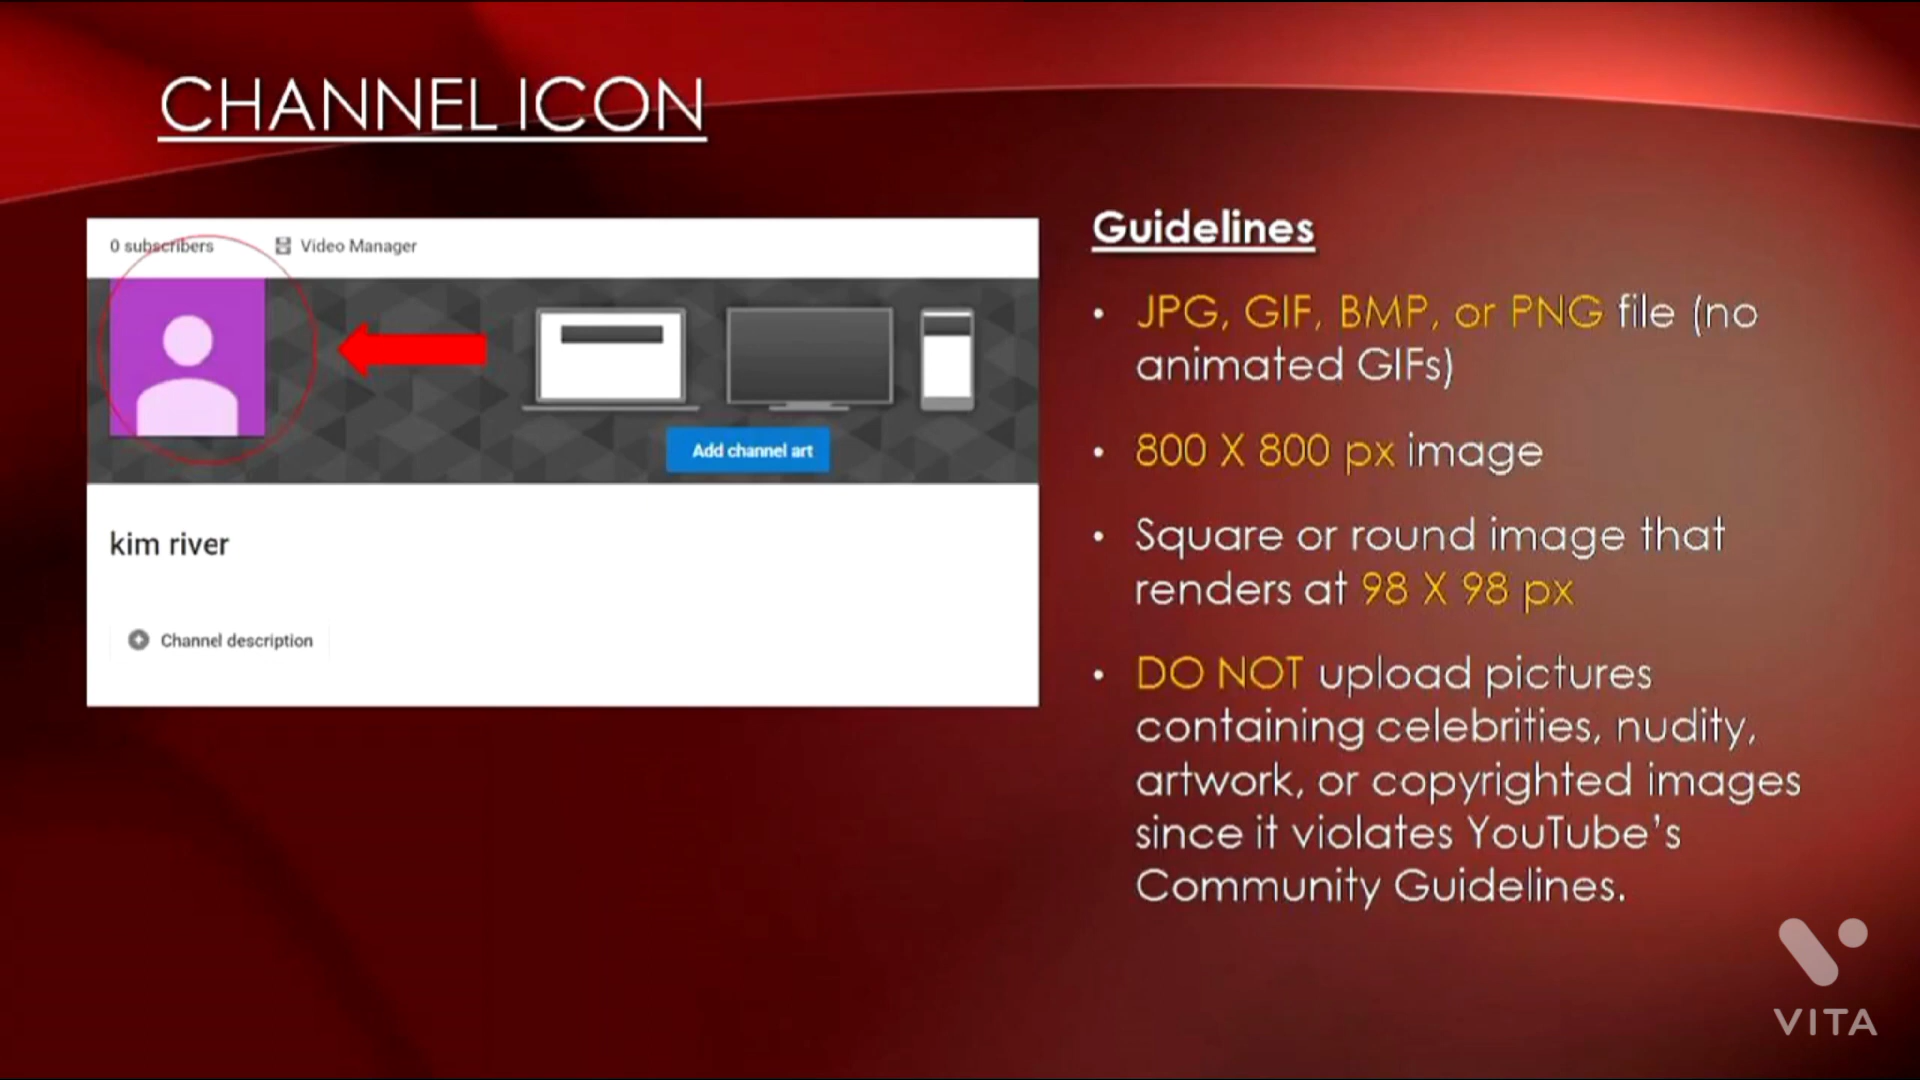 CHANNEL ICON
0 subscribers Video Manager
Add channel art
kim river
Channel description
Guidelines
• JPG, GIF, BMP, or PNG file (no
animated GIFs)
• 800 X 800 px image
• Square or round image that
renders at 98 X 98 px
• DO NOT upload pictures
containing celebrities, nudity,
artwork, or copyrighted images
since it violates YouTube’s
Community Guidelines.
VITA